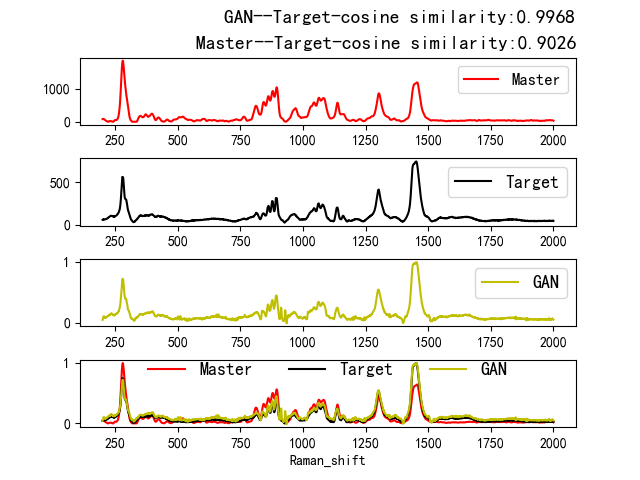 GAN--Target-cosine similarity:0.9968
Master--Target-cosine similarity:0.9026
1000
0
Master
250 500 750 1000 1250 1500 1750 2000
500
0
Target
250 500 750 1000 1250 1500 1750 2000
1
0
GAN
250 500 750 1000 1250 1500 1750 2000
1
0
Master Target GAN
250 500 750 1000 1250 1500 1750 2000
Raman_shift